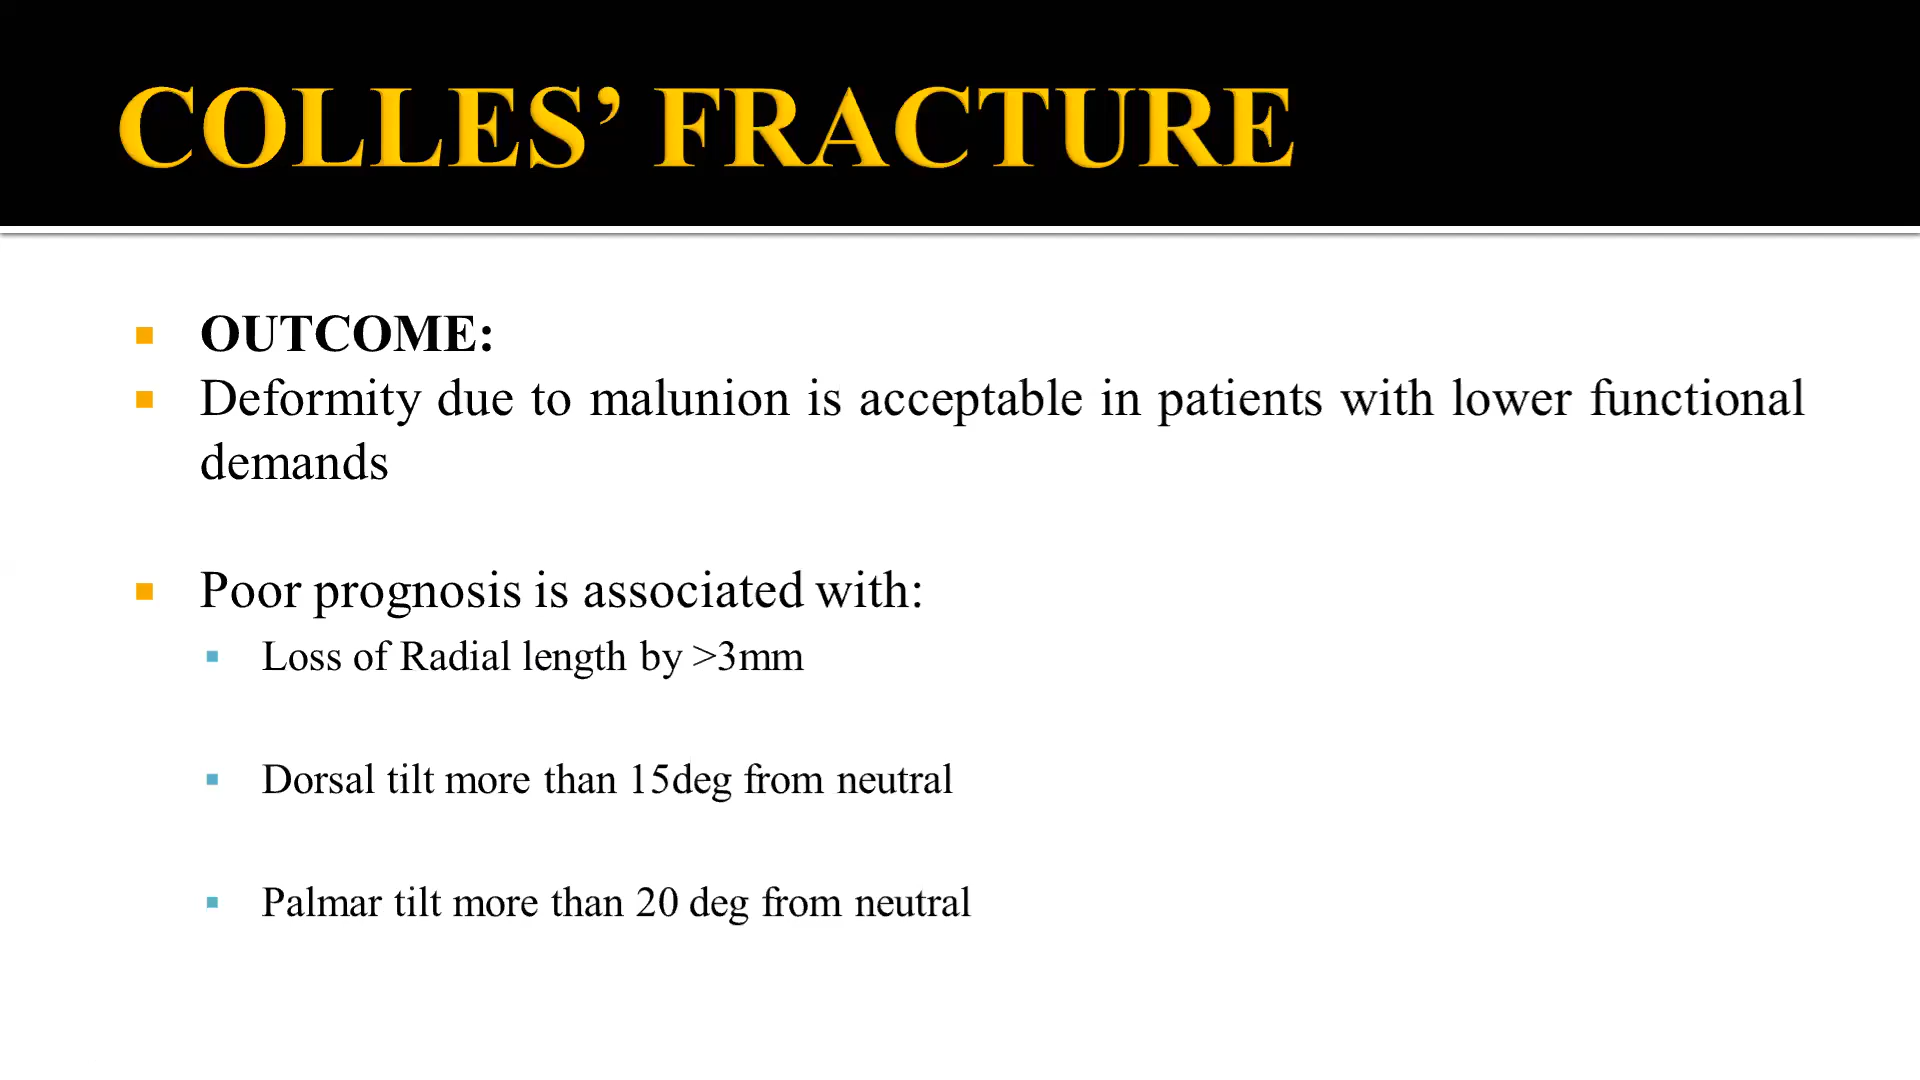 COLLES’ FRACTURE
OUTCOME:
Deformity due to malunion is acceptable in patients with lower functional
demands
Poor prognosis is associated with:
Loss of Radial length by >3mm
Dorsal tilt more than 15deg from neutral
Palmar tilt more than 20 deg from neutral